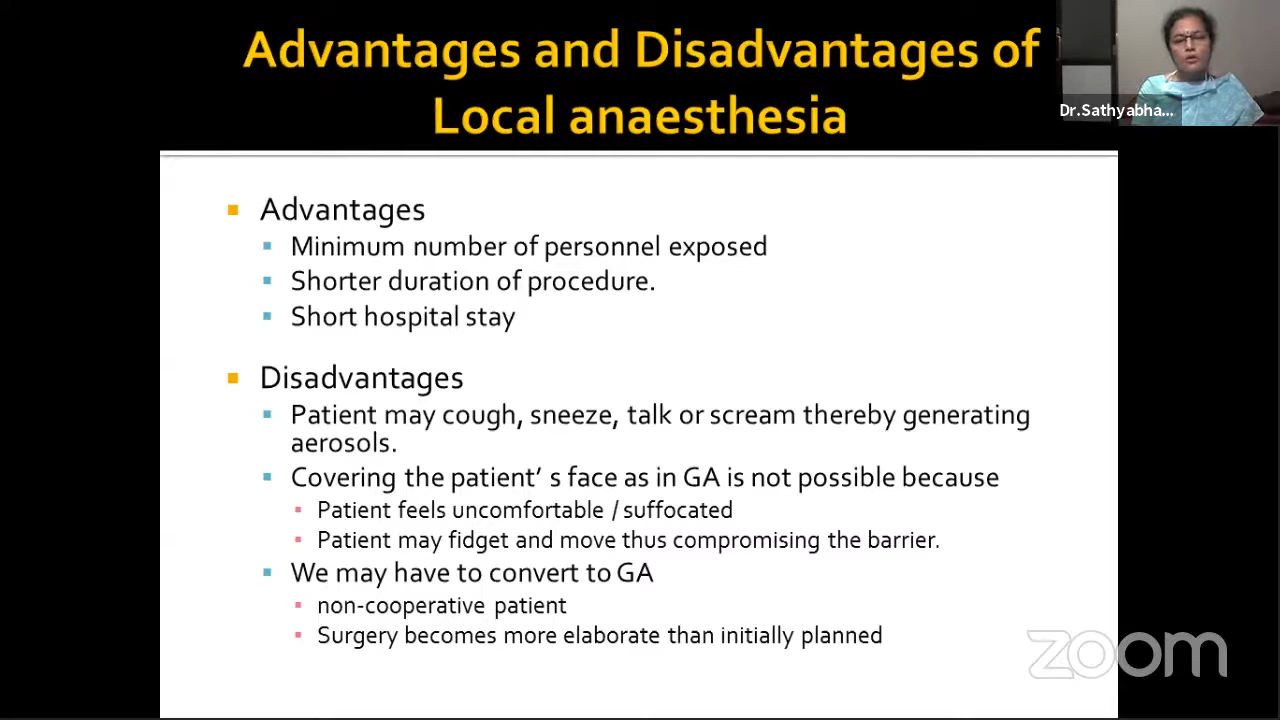 Advantages and Disadvantages of
Local anaesthesia
Dr.Sathyabha...
Advantages
Minimum number of personnel exposed
Shorter duration of procedure.
Short hospital stay
Disadvantages
Patient may cough, sneeze, talk or scream thereby generating
aerosols.
Covering the patient’ s face as in GA is not possible because
Patient feels uncomfortable / suffocated
Patient may fidget and move thus compromising the barrier.
We may have to convert to GA
non-cooperative patient
Surgery becomes more elaborate than initially planned
zoom